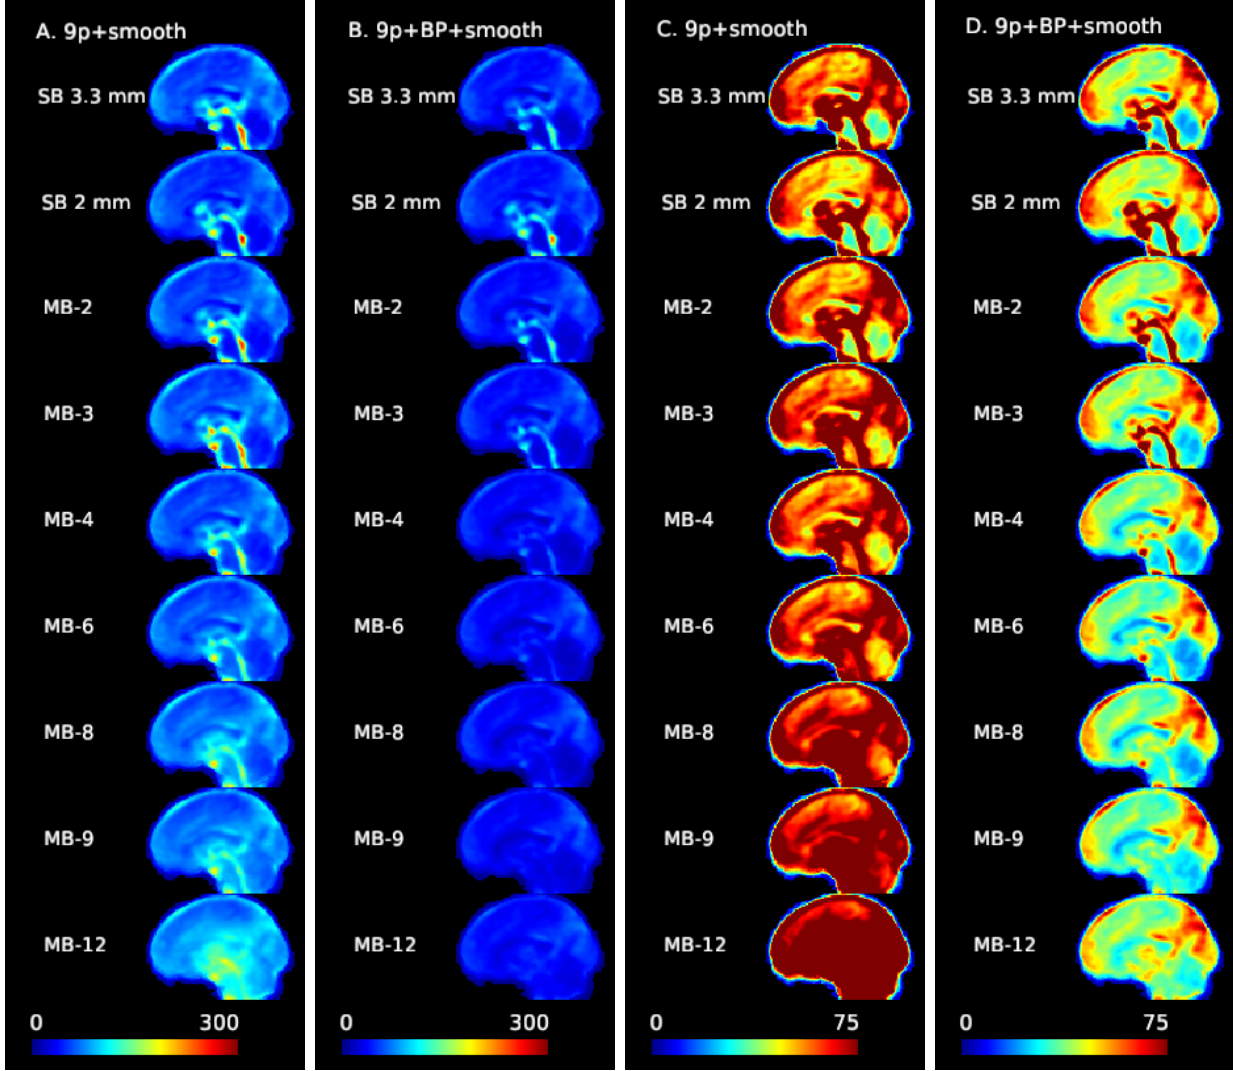 A. 9p+smooth
SB 3.3 mm
SB 2 mm
MB-2
MB-3
MB-4
MB-6
MB-8
MB-9
MB-12
0 300
B. 9p+BP+smooth
SB 3.3 mm
SB 2 mm
MB-2
MB-3
MB-4
MB-6
MB-8
MB-9
MB-12
0 300
C. 9p+smooth
SB 3.3 mm
SB 2 mm
MB-2
MB-3
MB-4
MB-6
MB-8
MB-9
MB-12
0 75
D. 9p+BP+smooth
SB 3.3 mm
SB 2 mm
MB-2
MB-3
MB-4
MB-6
MB-8
MB-9
MB-12
0 75